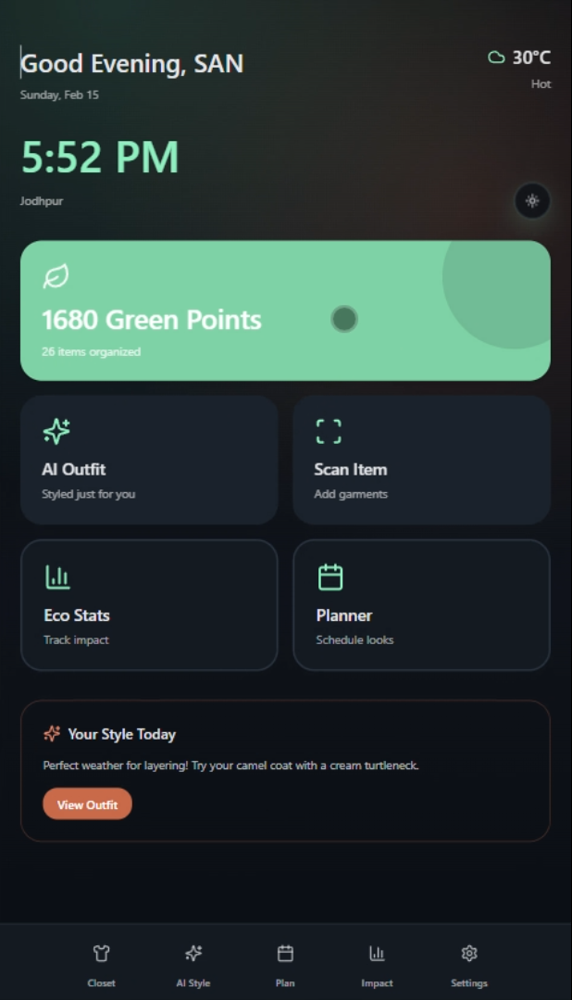 Good Evening, SAN
30°C
Sunday, Feb 15
Hot
5:52 PM
Jodhpur
1680 Green Points
26 items organized
AI Outfit
Styled just for you
Scan Item
Add garments
Eco Stats
Track impact
Planner
Schedule looks
Your Style Today
Perfect weather for layering! Try your camel coat with a cream turtleneck.
View Outfit
Closet
AI Style
Plan
Impact
Settings